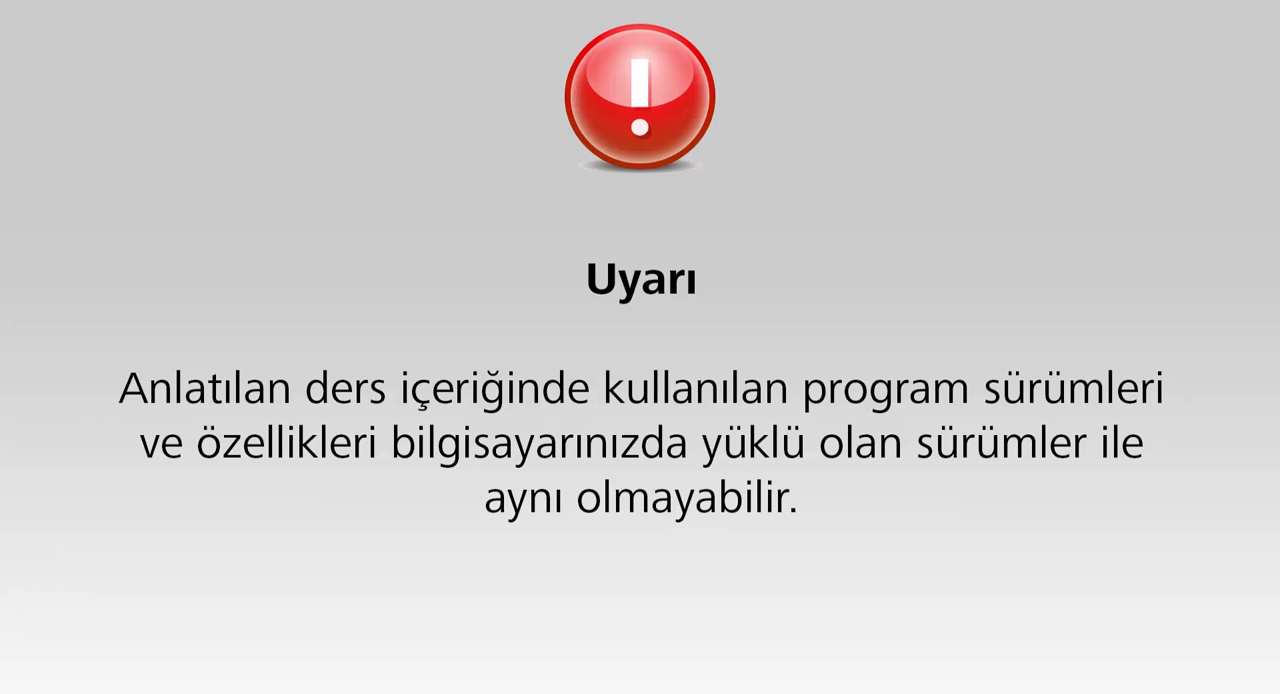 Uyarı
Anlatılan ders içeriğinde kullanılan program sürümleri
ve özellikleri bilgisayarınızda yüklü olan sürümler ile
aynı olmayabilir.